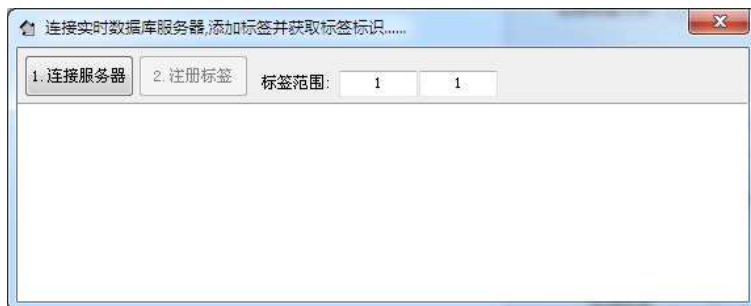 连接实时数据库服务器,添加标签并获取标签标识......
1.连接服务器 2.注册标签 标签范围: 1 1